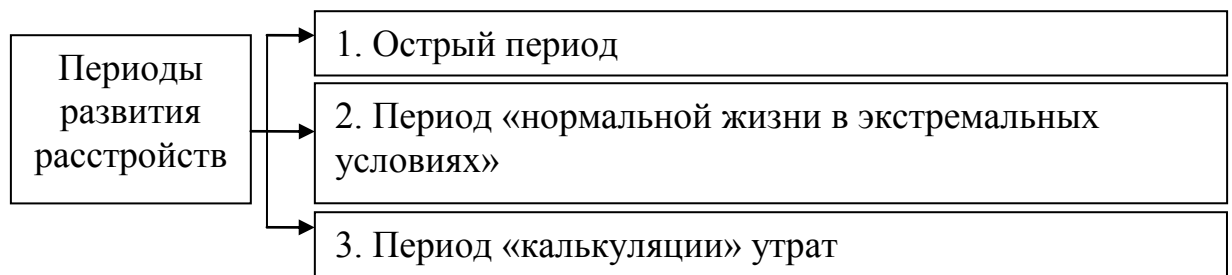 Периоды
развития
расстройств
1. Острый период
2. Период «нормальной жизни в экстремальных
условиях»
3. Период «калькуляции» утрат